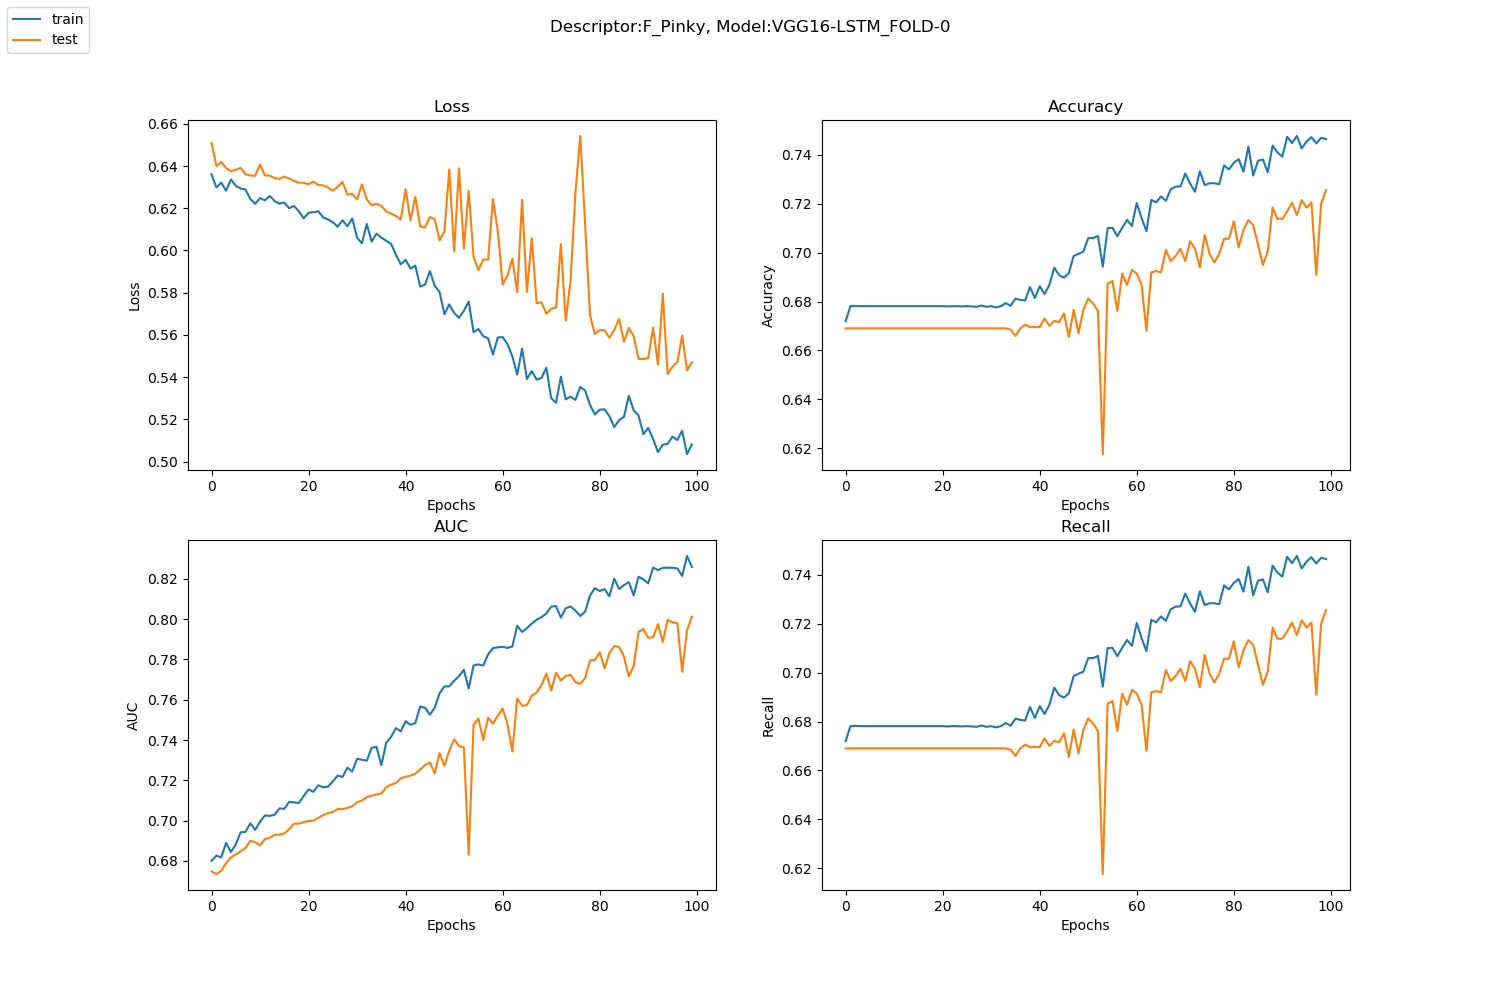 train
test
Descriptor:F_Pinky, Model:VGG16-LSTM_FOLD-0
Loss
0.66
0.64
0.62
0.60
0.58
0.56
0.54
0.52
0.50
Loss
0 20 40 60 80 100
Epochs
Accuracy
0.74
0.72
0.70
0.68
0.66
0.64
0.62
Accuracy
0 20 40 60 80 100
Epochs
AUC
0.82
0.80
0.78
0.76
0.74
0.72
0.70
0.68
AUC
0 20 40 60 80 100
Epochs
Recall
0.74
0.72
0.70
0.68
0.66
0.64
0.62
Recall
0 20 40 60 80 100
Epochs